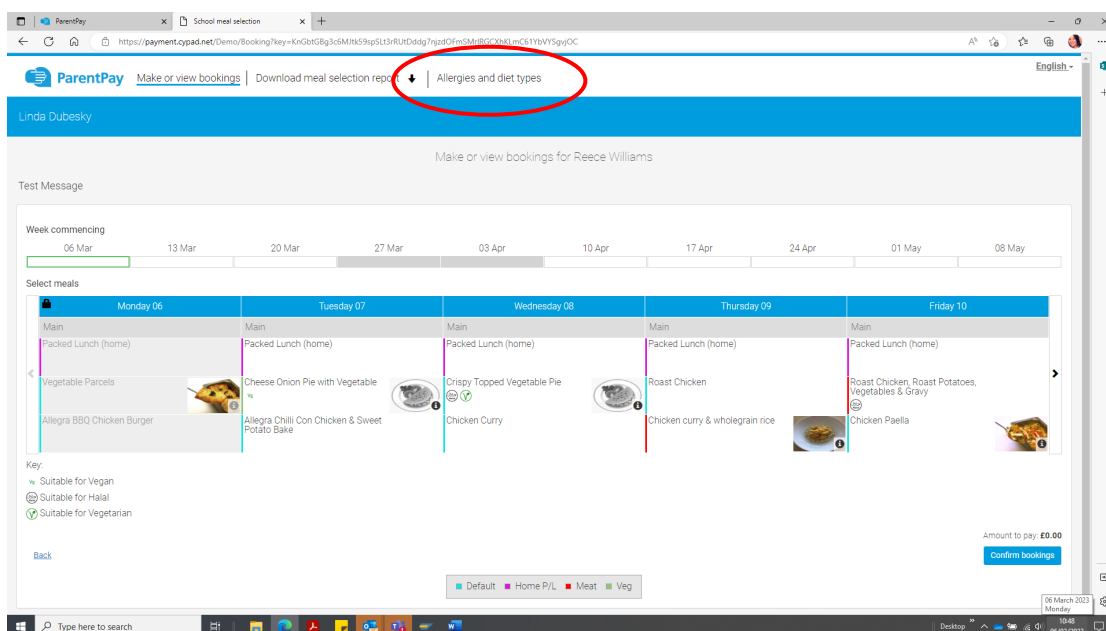 ParentPay
School meal selection
https://payment.cypad.net/Demo/Booking?key=KnGbtGBg3c6MJtk59spSLt3rRUtDddg7njzdOFmSMrIRGCXhKLmC61YbVYSgvjOC
ParentPay Make or view bookings Download meal selection report Allergies and diet types English
Linda Dubesky
Make or view bookings for Reece Williams
Test Message
Week commencing
06 Mar 13 Mar 20 Mar 27 Mar 03 Apr 10 Apr 17 Apr 24 Apr 01 May 08 May
Select meals
Monday 06 Tuesday 07 Wednesday 08 Thursday 09 Friday 10
Main Main Main Main Main
Packed Lunch (home) Packed Lunch (home) Packed Lunch (home) Packed Lunch (home) Packed Lunch (home)
Vegetable Parcels Cheese Onion Pie with Vegetable Crispy Topped Vegetable Pie Roast Chicken Roast Chicken, Roast Potatoes,
Vegetables & Gravy
Vg
Allegra BBQ Chicken Burger Allegra Chilli Con Chicken & Sweet Chicken Curry Chicken curry & wholegrain rice Chicken Paella
Potato Bake
Key:
Vg Suitable for Vegan
Suitable for Halal
Suitable for Vegetarian
Amount to pay: £0.00
Back Confirm bookings
Default Home P/L Meat Veg
06 March 2023
Monday
Type here to search Desktop 10:48